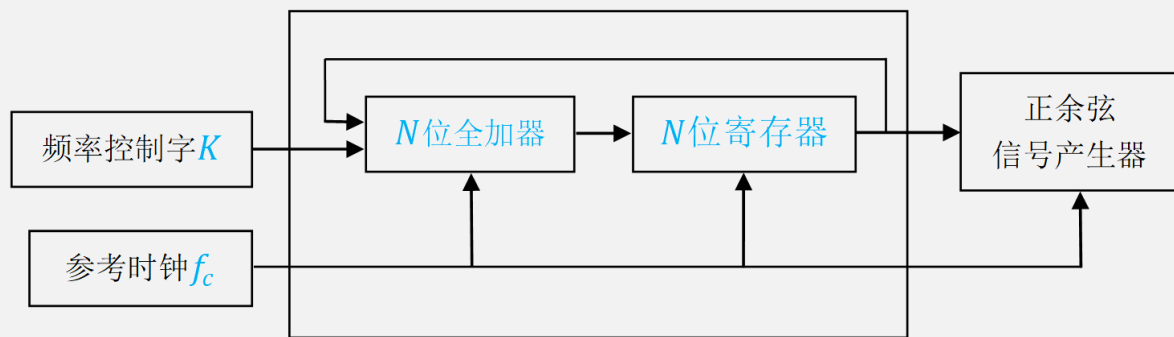 频率控制字K
N位全加器
N位寄存器
正余弦
信号产生器
参考时钟f_c